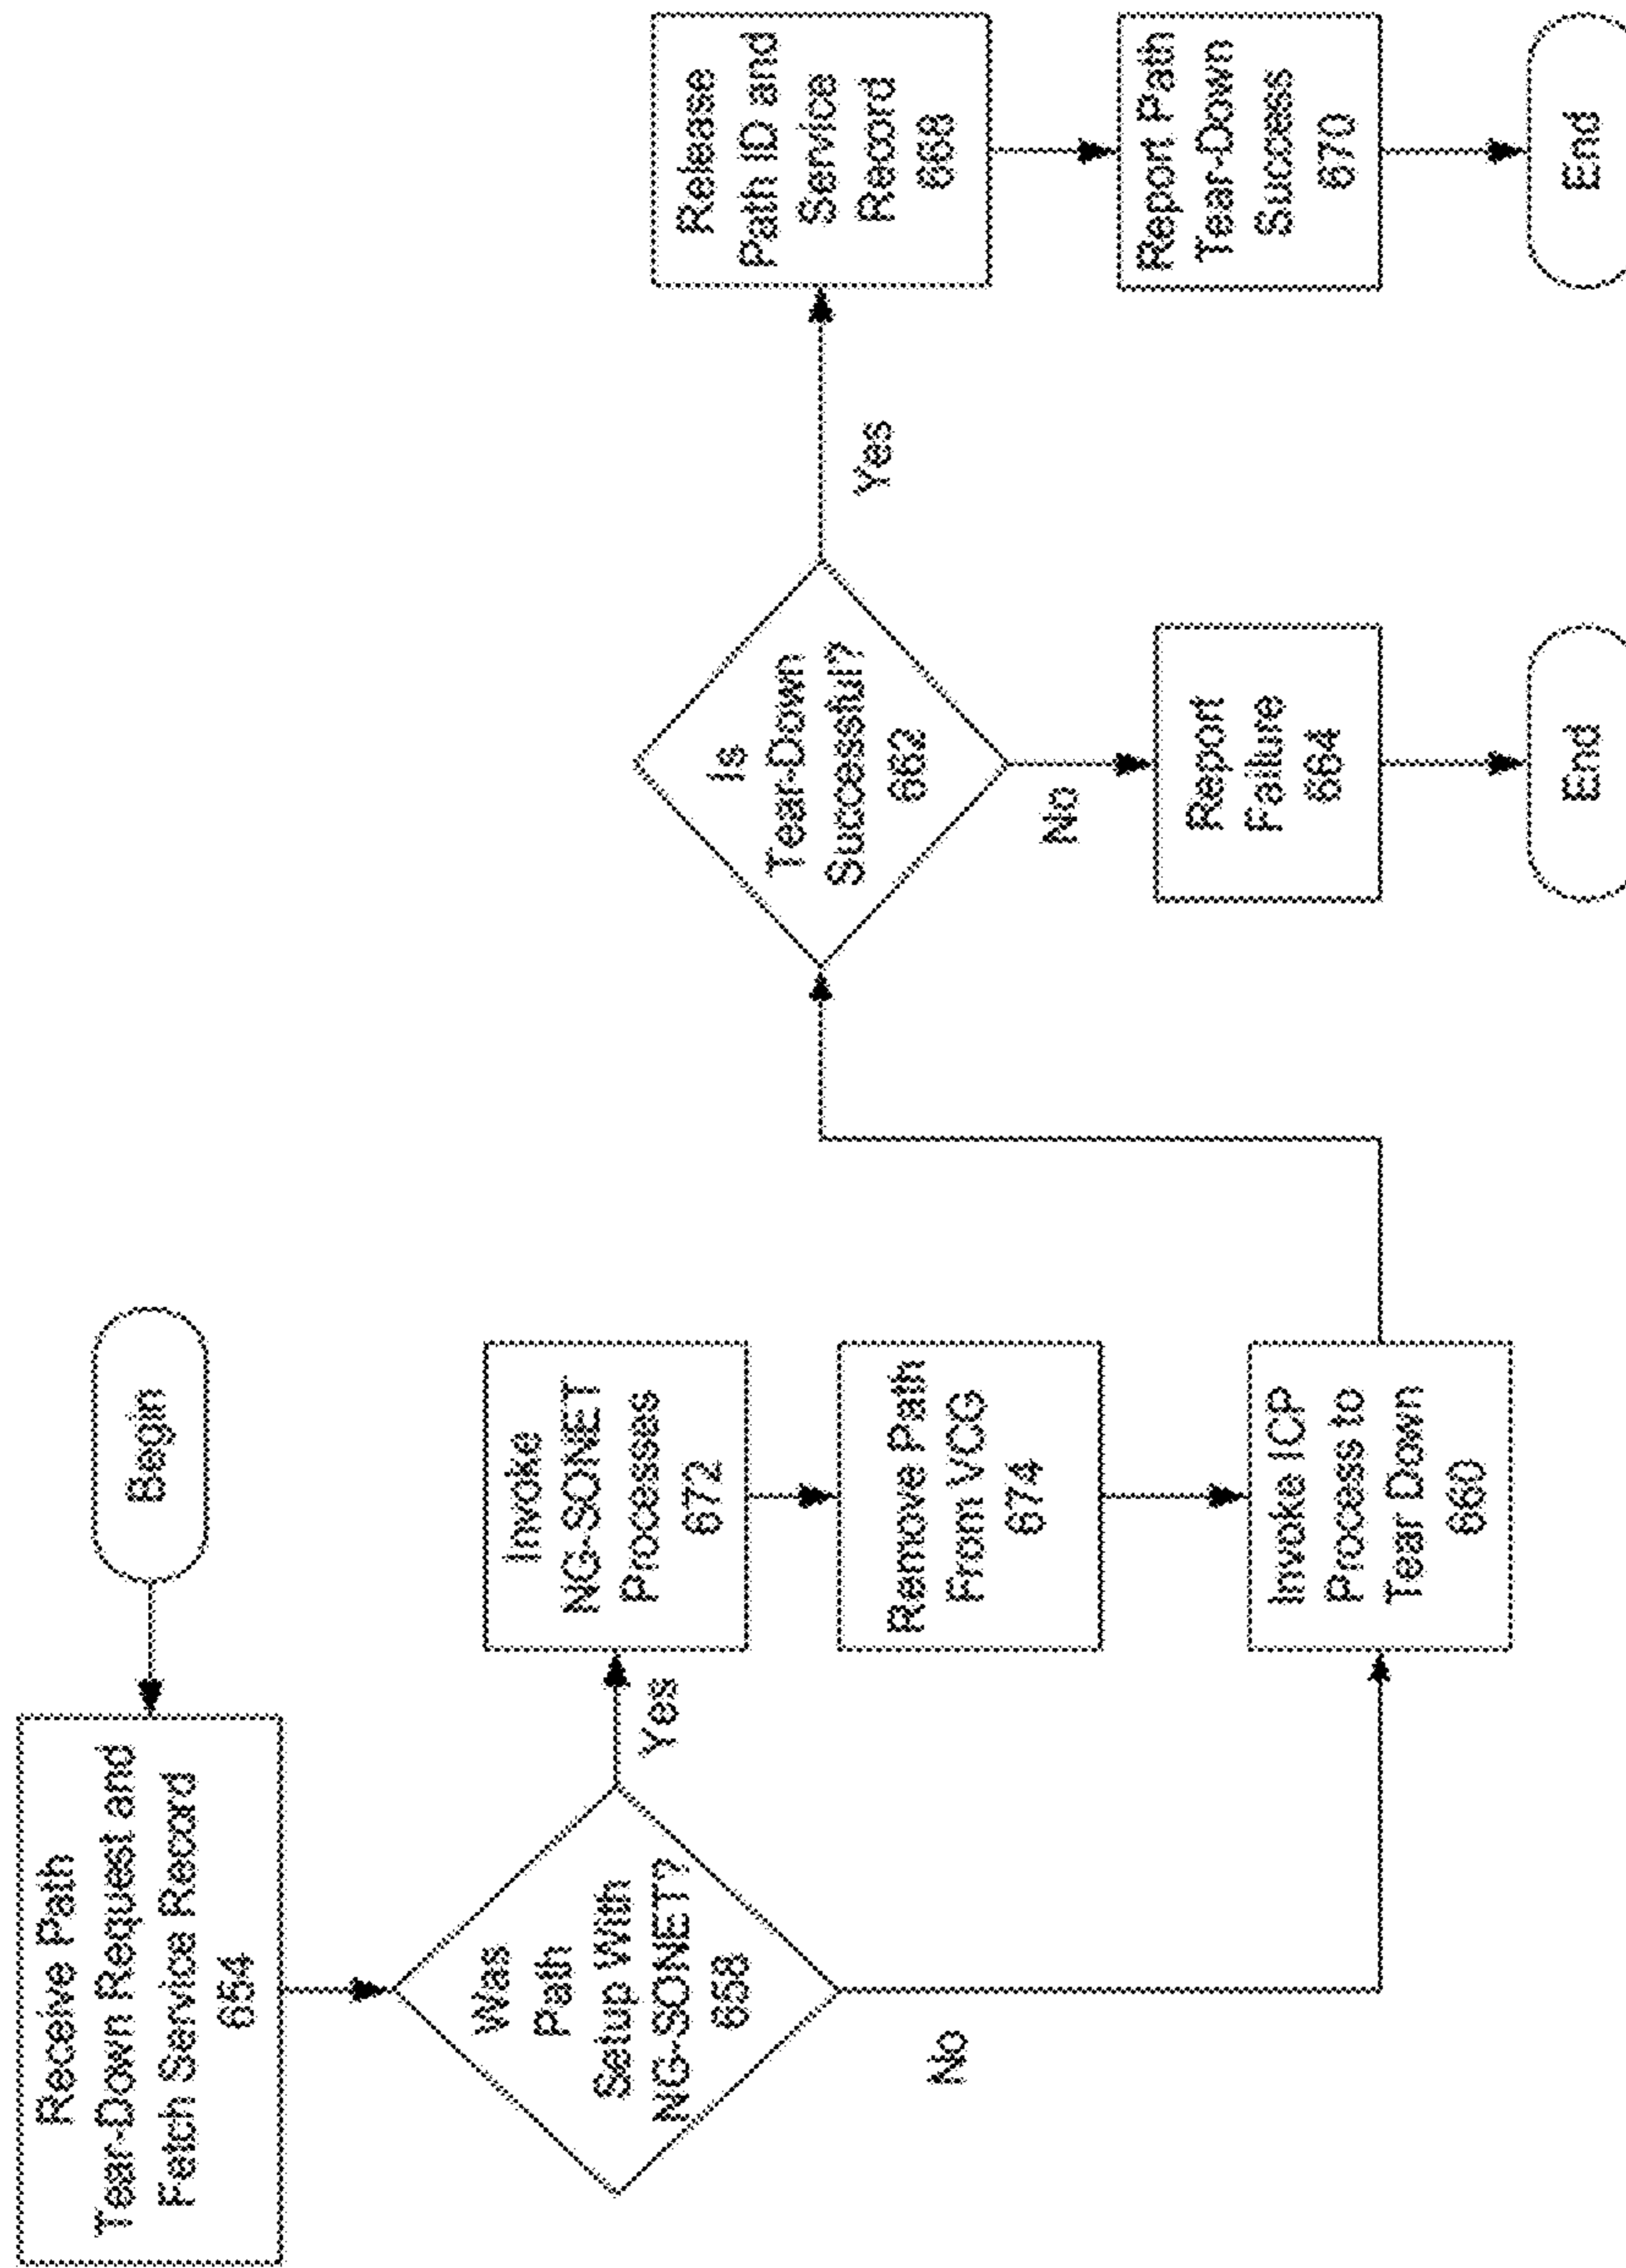 Begin
Receive Path
Tear-Down Request and
Fetch Service Record
654
Was
Path
Setup With
NG-SONET?
658
Yes
No
Invoke
NG-SONET
Processes
672
Remove Path
From VCG
674
Invoke ICP
Process to
Tear Down
660
Is
Tear-Down
Successful?
662
Yes
No
Report
Failure
664
End
Release
Path ID and
Service
Record
668
Report Path
Tear-Down
Success
670
End